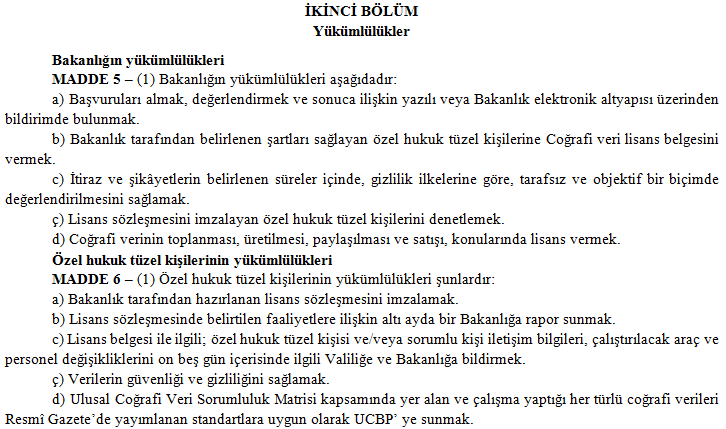 İKİNCİ BÖLÜM
Yükümlülükler
Bakanlığın yükümlülükleri
MADDE 5 – (1) Bakanlığın yükümlülükleri aşağıdadır:
a) Başvuruları almak, değerlendirmek ve sonuca ilişkin yazılı veya Bakanlık elektronik altyapısı üzerinden
bildirimde bulunmak.
b) Bakanlık tarafından belirlenen şartları sağlayan özel hukuk tüzel kişilerine Coğrafi veri lisans belgesini
vermek.
c) İtiraz ve şikâyetlerin belirlenen süreler içinde, gizlilik ilkelerine göre, tarafsız ve objektif bir biçimde
değerlendirilmesini sağlamak.
ç) Lisans sözleşmesini imzalayan özel hukuk tüzel kişilerini denetlemek.
d) Coğrafi verinin toplanması, üretilmesi, paylaşılması ve satışı, konularında lisans vermek.
Özel hukuk tüzel kişilerinin yükümlülükleri
MADDE 6 – (1) Özel hukuk tüzel kişilerinin yükümlülükleri şunlardır:
a) Bakanlık tarafından hazırlanan lisans sözleşmesini imzalamak.
b) Lisans sözleşmesinde belirtilen faaliyetlere ilişkin altı ayda bir Bakanlığa rapor sunmak.
c) Lisans belgesi ile ilgili; özel hukuk tüzel kişisi ve/veya sorumlu kişi iletişim bilgileri, çalıştırılacak araç ve
personel değişikliklerini on beş gün içerisinde ilgili Valiliğe ve Bakanlığa bildirmek.
ç) Verilerin güvenliği ve gizliliğini sağlamak.
d) Ulusal Coğrafi Veri Sorumluluk Matrisi kapsamında yer alan ve çalışma yaptığı her türlü coğrafi verileri
Resmî Gazete’de yayımlanan standartlara uygun olarak UCBP’ ye sunmak.